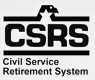 CSRS
Civil Service
Retirement System